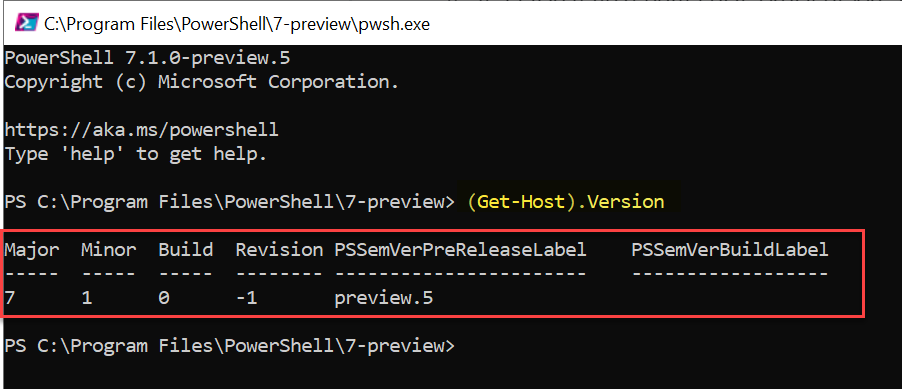 C:\Program Files\PowerShell\7-preview\pwsh.exe
PowerShell 7.1.0-preview.5
Copyright (c) Microsoft Corporation.
https://aka.ms/powershell
Type 'help' to get help.
PS C:\Program Files\PowerShell\7-preview> (Get-Host).Version
Major  Minor  Build  Revision PSSemVerPreReleaseLabel    PSSemVerBuildLabel
-----  -----  -----  -------- -----------------------    ------------------
7      1      0      -1       preview.5
PS C:\Program Files\PowerShell\7-preview>